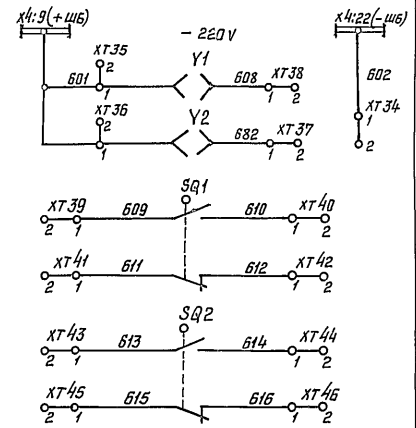 X4:9(+ШБ)
X4:22(-ШБ)
XT35
– 220V
2
Y1
601
1
608
XT38
1
2
602
XT36
2
Y2
XT34
1
1
682
XT37
1
2
2
SQ1
XT39
609
610
XT40
2
1
1
2
XT41
611
612
XT42
2
1
1
2
SQ2
XT43
613
614
XT44
2
1
1
2
XT45
615
616
XT46
2
1
1
2